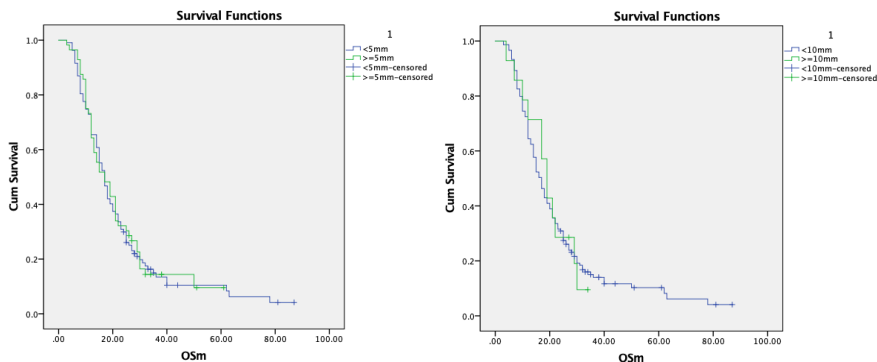 Survival Functions
1
<5mm
>=5mm
<5mm-censored
>=5mm-censored
1.0
0.8
0.6
0.4
0.2
0.0
Cum Survival
.00
20.00
40.00
60.00
80.00
100.00
OSm
Survival Functions
1
<10mm
>=10mm
<10mm-censored
>=10mm-censored
1.0
0.8
0.6
0.4
0.2
0.0
Cum Survival
.00
20.00
40.00
60.00
80.00
100.00
OSm